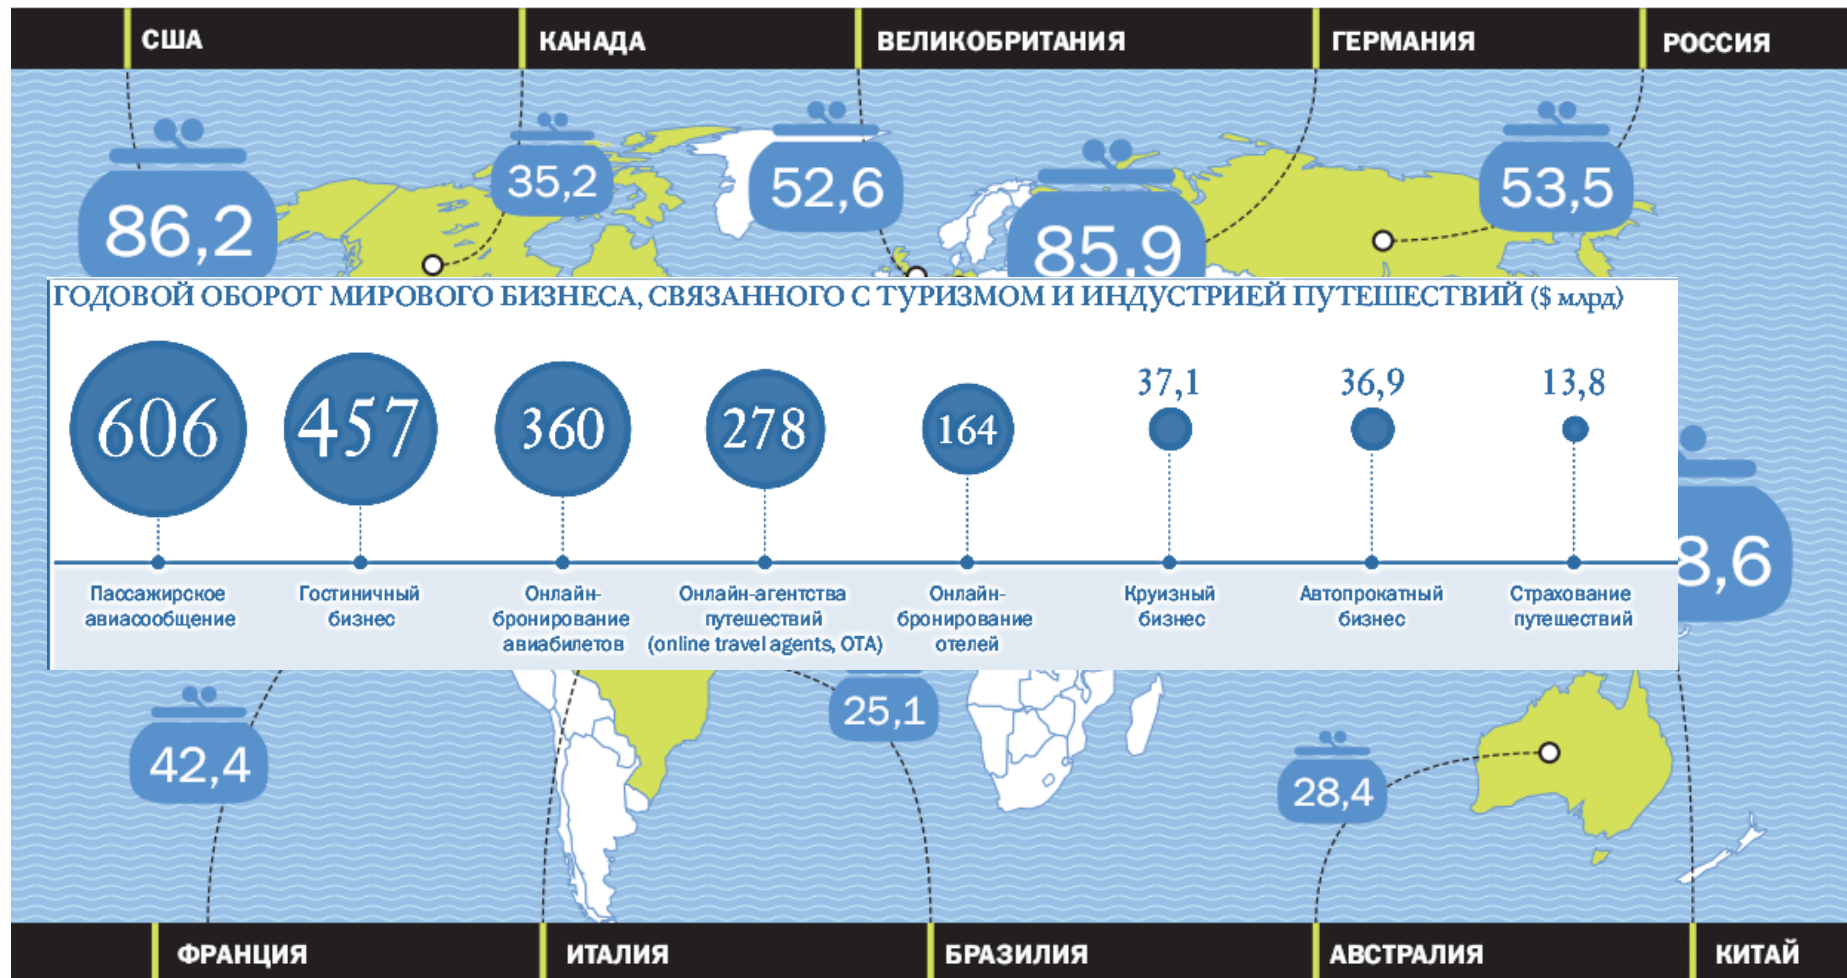 США
КАНАДА
ВЕЛИКОБРИТАНИЯ
ГЕРМАНИЯ
РОССИЯ
86,2
35,2
52,6
85,9
53,5
ГОДОВОЙ ОБОРОТ МИРОВОГО БИЗНЕСА, СВЯЗАННОГО С ТУРИЗМОМ И ИНДУСТРИЕЙ ПУТЕШЕСТВИЙ ($ млрд)
606
457
360
278
164
37,1
36,9
13,8
Пассажирское
авиасообщение
Гостиничный
бизнес
Онлайн-
бронирование
авиабилетов
Онлайн-агентства
путешествий
(online travel agents, OTA)
Онлайн-
бронирование
отелей
Круизный
бизнес
Автопрокатный
бизнес
Страхование
путешествий
8,6
42,4
25,1
28,4
ФРАНЦИЯ
ИТАЛИЯ
БРАЗИЛИЯ
АВСТРАЛИЯ
КИТАЙ